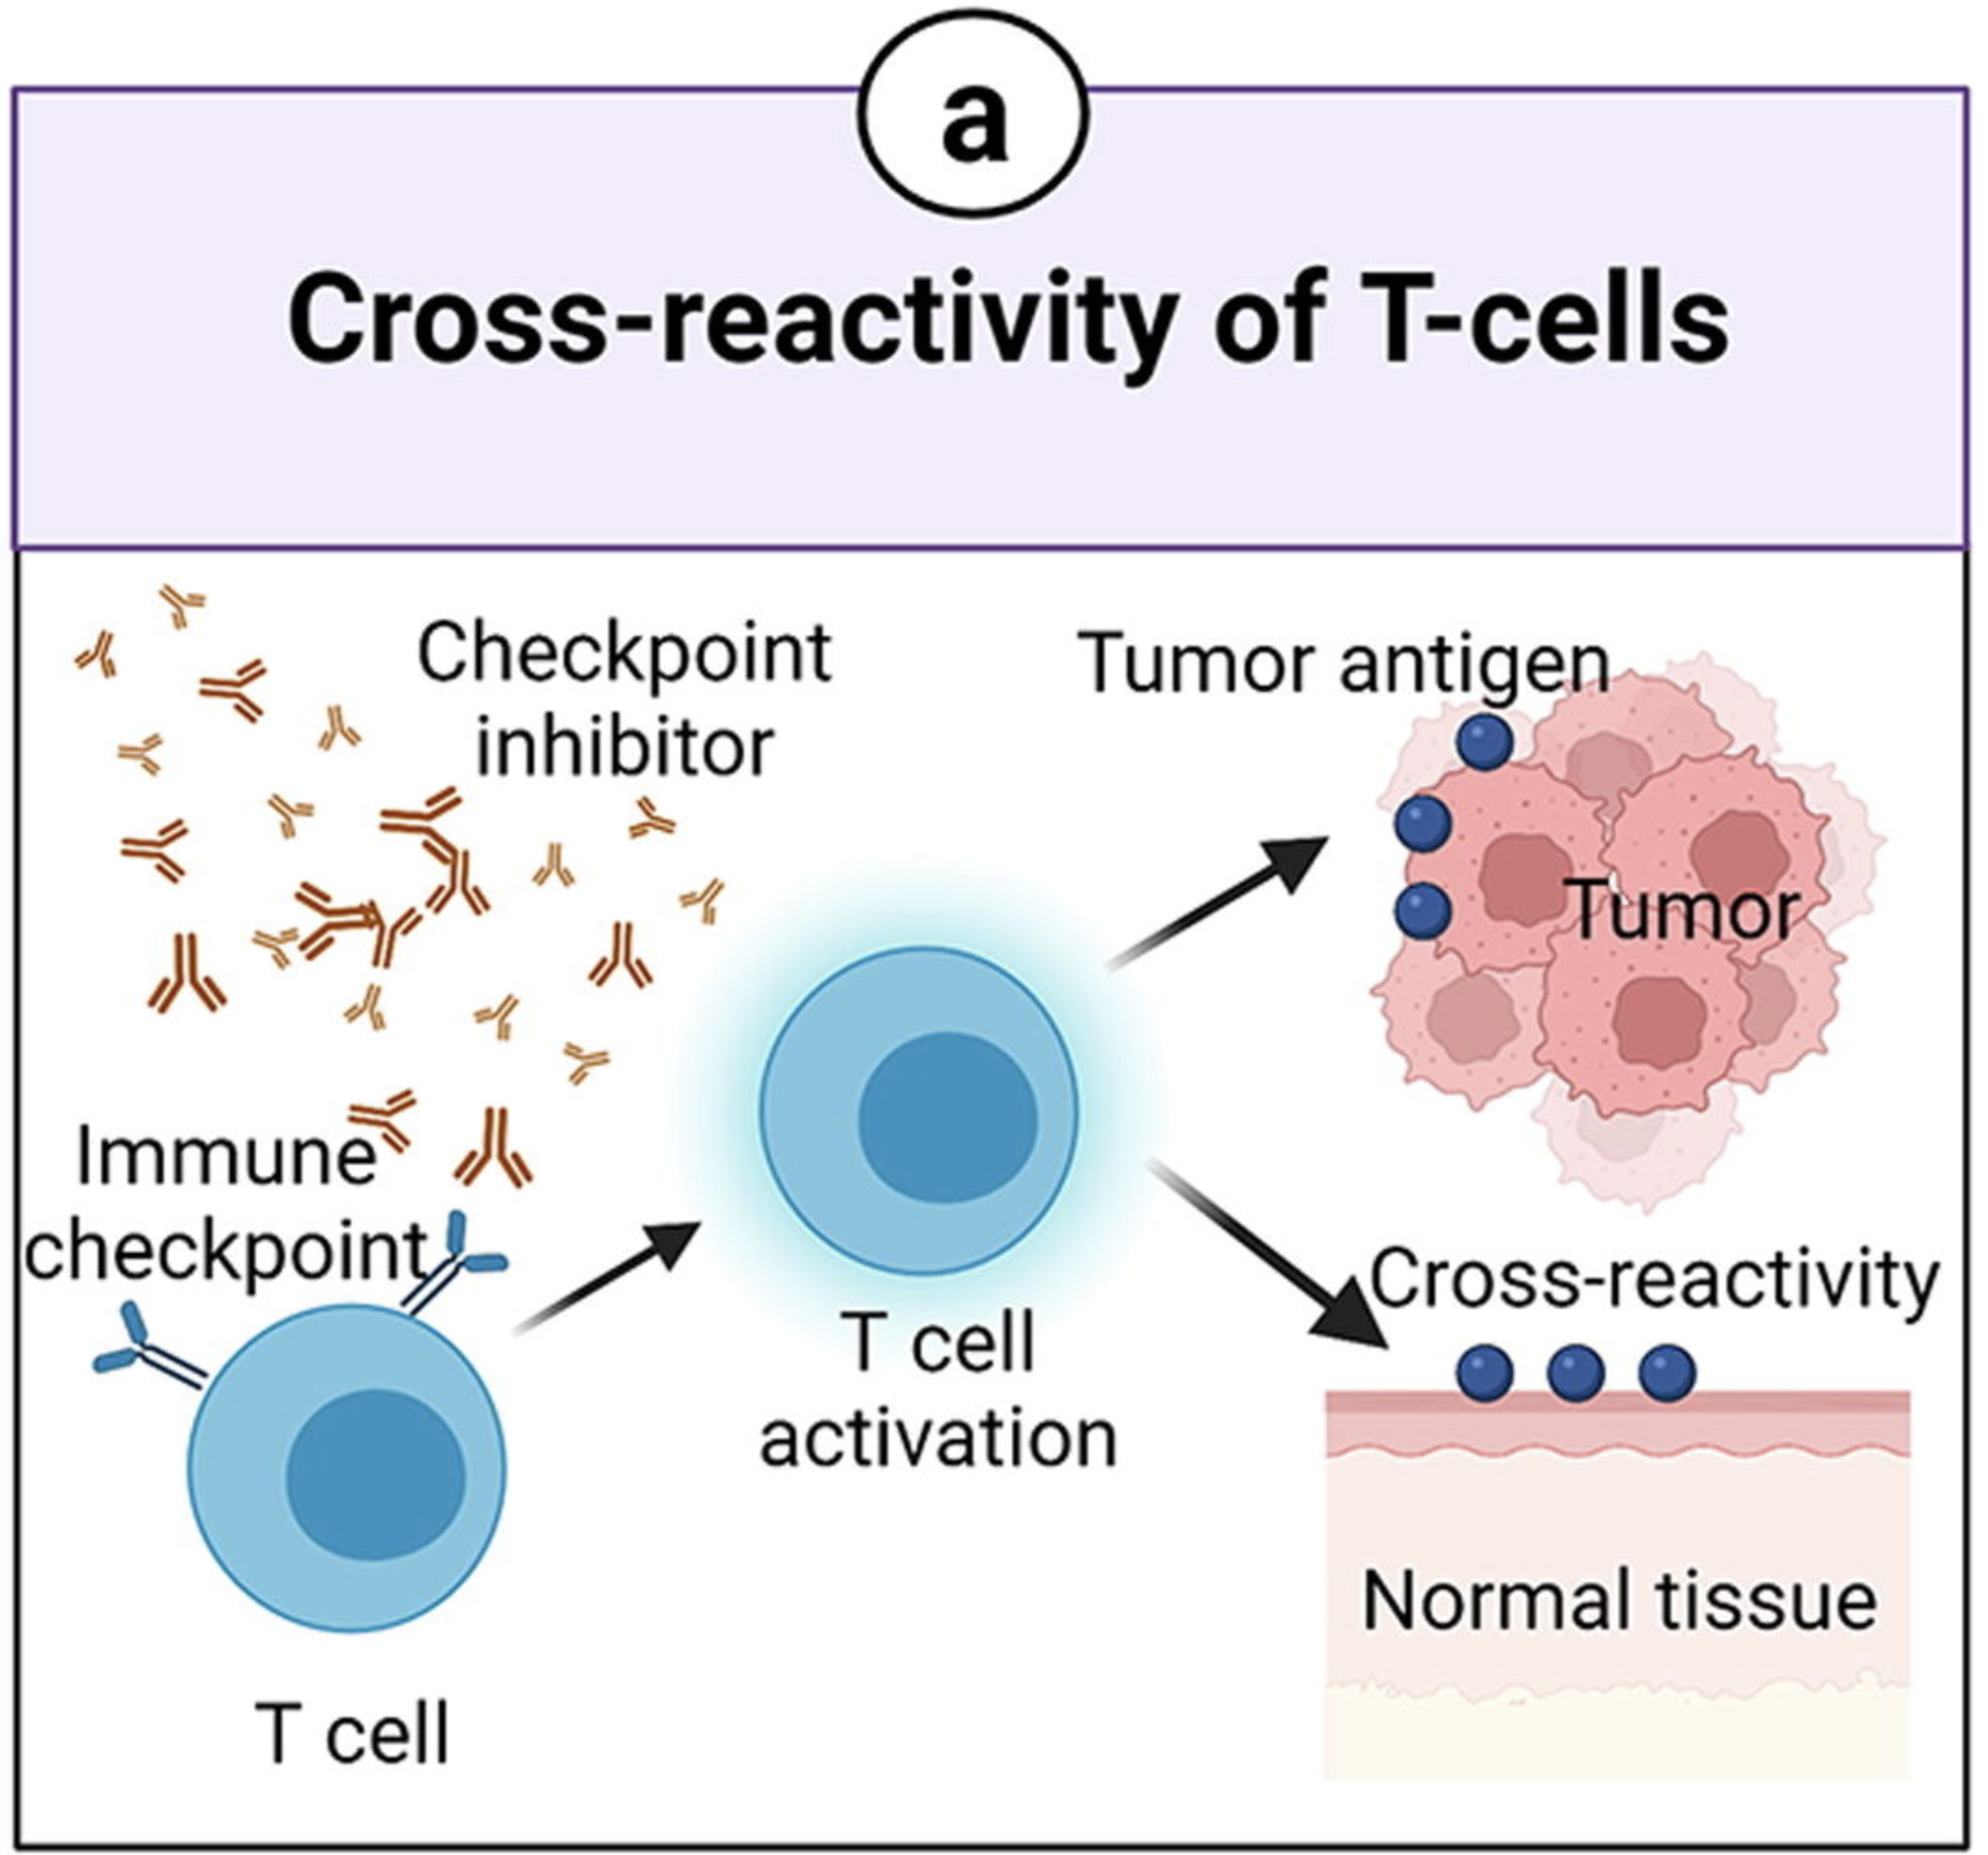 a
Cross-reactivity of T-cells
Checkpoint
inhibitor
Tumor antigen
Tumor
Immune
checkpoint
T cell
activation
Cross-reactivity
Normal tissue
T cell